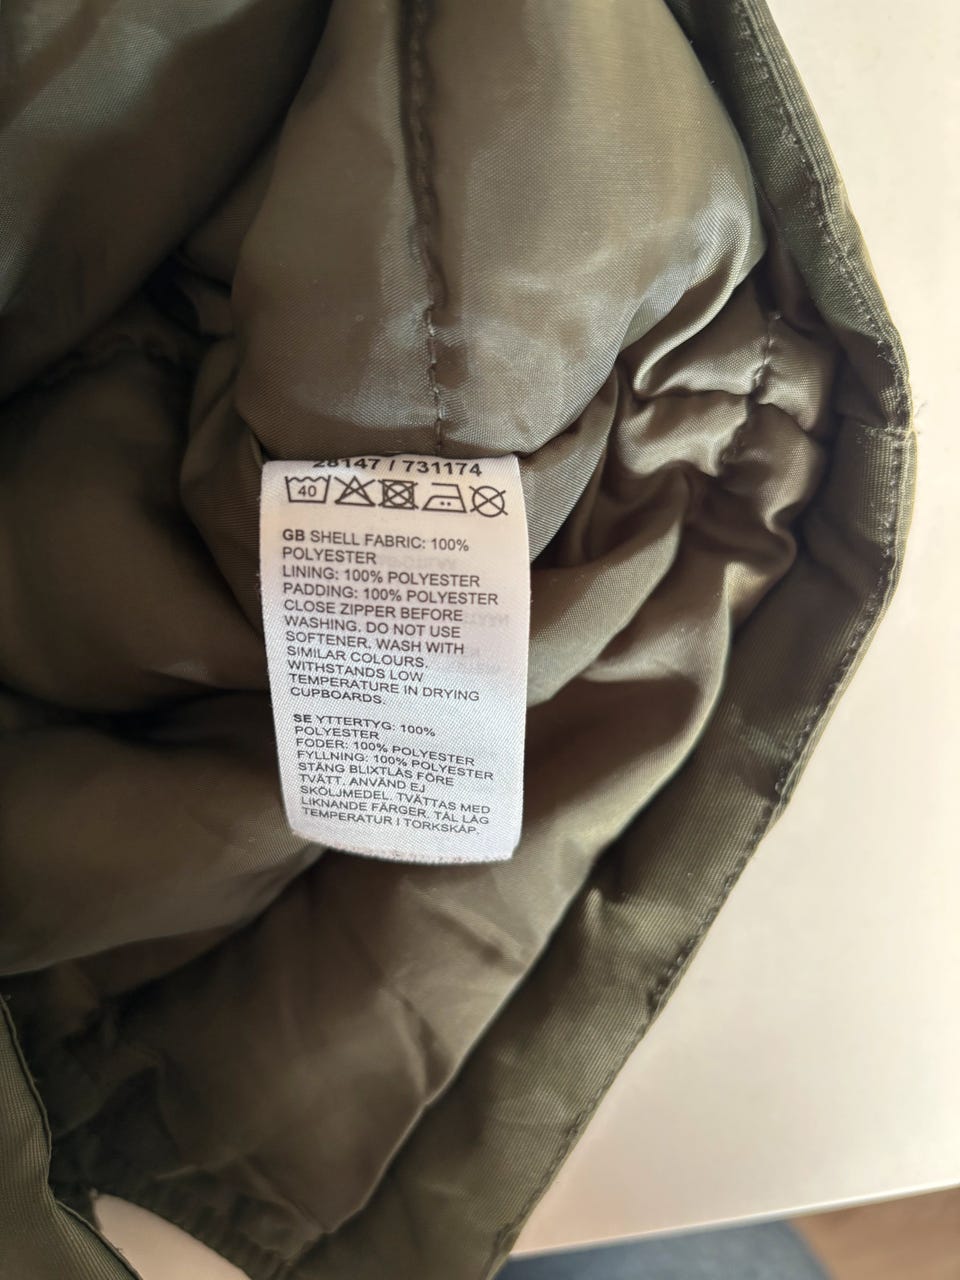 28147 / 731174
40
GB SHELL FABRIC: 100%
POLYESTER
LINING: 100% POLYESTER
PADDING: 100% POLYESTER
CLOSE ZIPPER BEFORE
WASHING. DO NOT USE
SOFTENER. WASH WITH
SIMILAR COLOURS.
WITHSTANDS LOW
TEMPERATURE IN DRYING
CUPBOARDS.
SE YTTERTYG: 100%
POLYESTER
FODER: 100% POLYESTER
FYLLNING: 100% POLYESTER
STÄNG BLIXTLÅS FÖRE
TVÄTT. ANVÄND EJ
SKÖLJMEDEL. TVÄTTAS MED
LIKNANDE FÄRGER. TÅL LÅG
TEMPERATUR I TORKSKÅP.